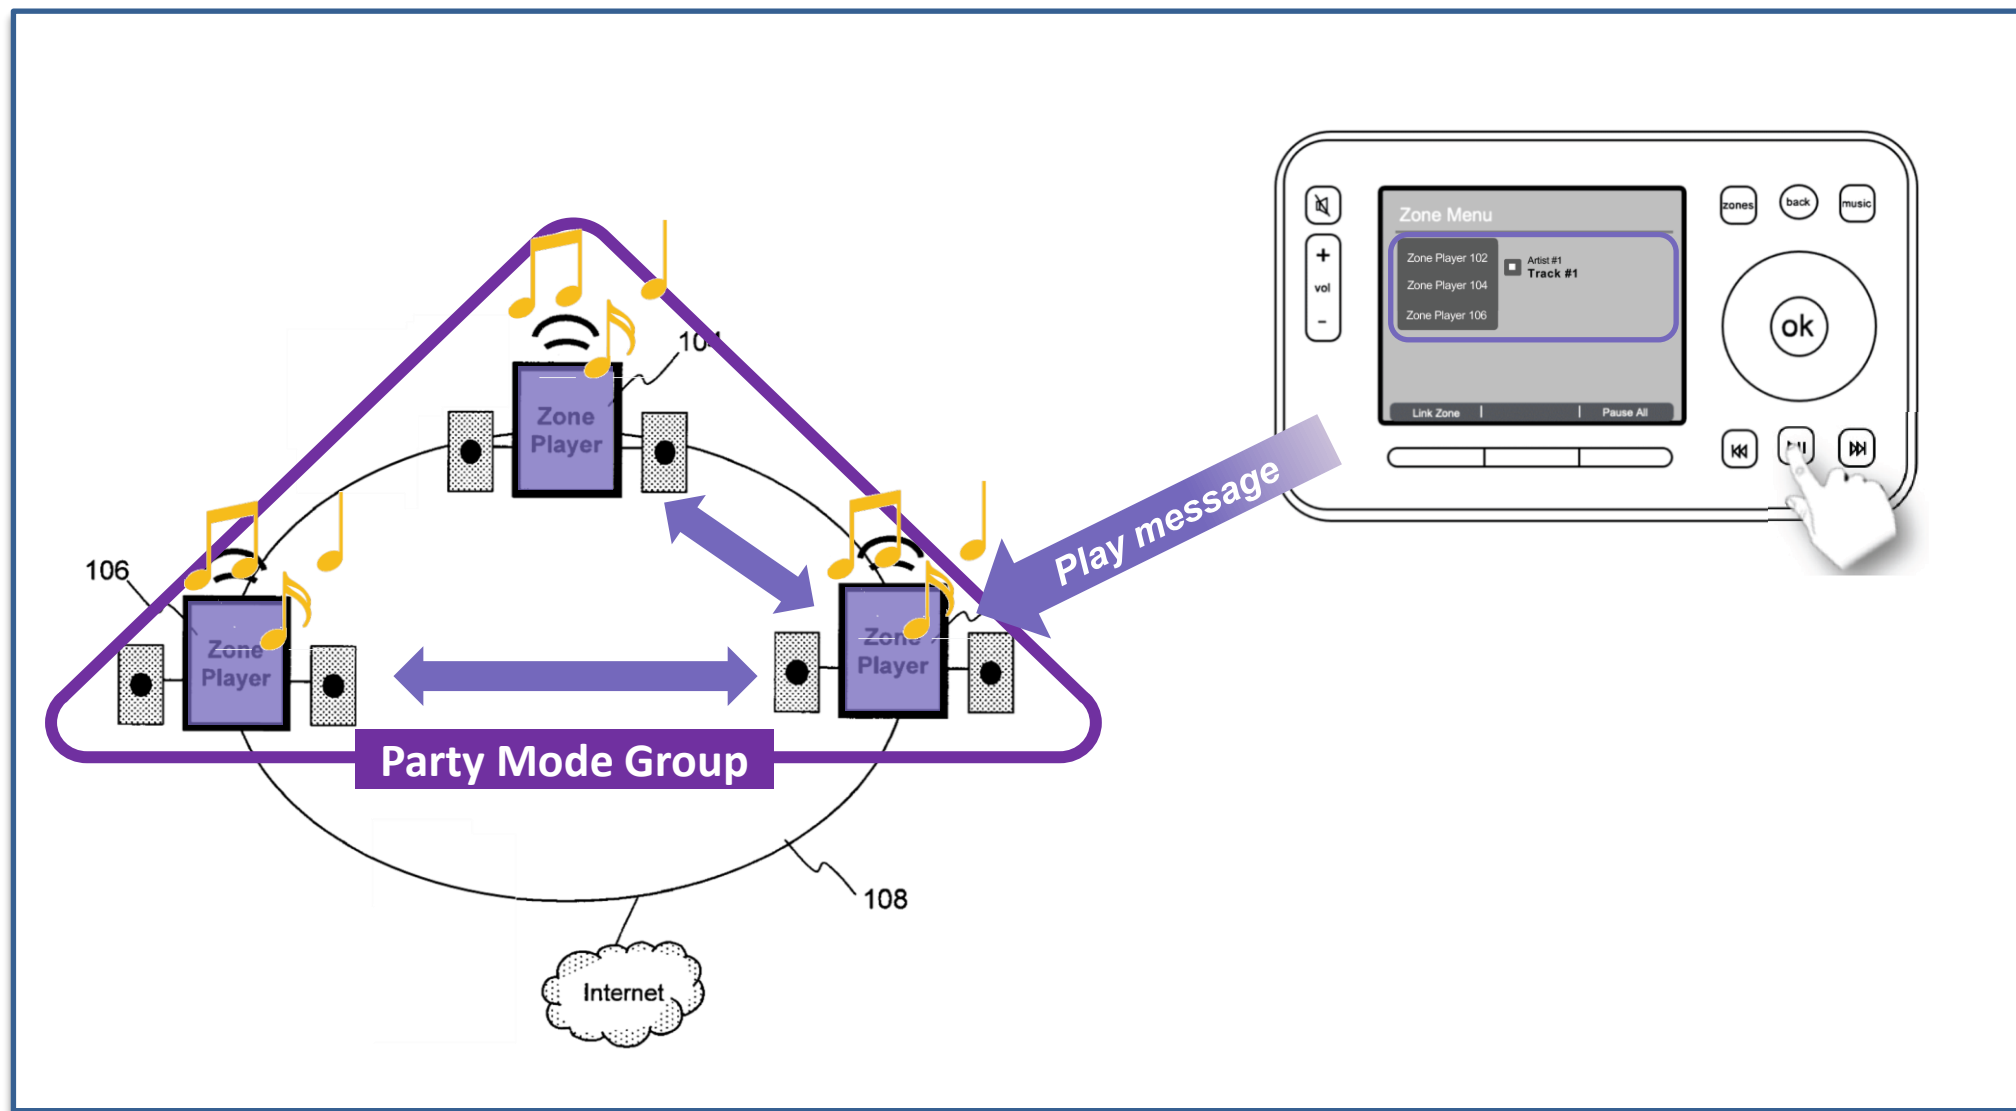 Zone Menu
Zone Player 102
Zone Player 104
Zone Player 106
Artist #1
Track #1
Link Zone
Pause All
+
vol
-
zones
back
music
ok
104
Zone
Player
Play message
106
Zone
Player
Zone
Player
Party Mode Group
108
Internet